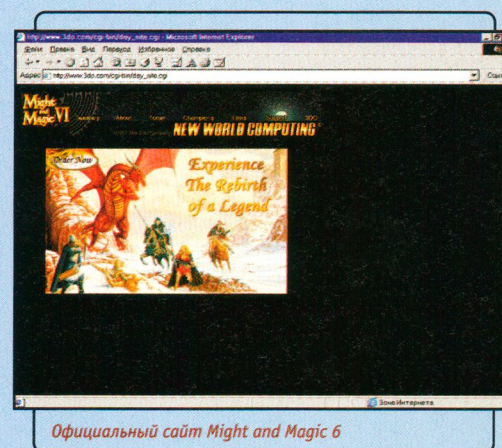 http://www.3do.com/cgi-bin/day_site.cgi - Microsoft Internet Explorer
Файл Правка Вид Переход Избранное Справка
Адрес http://www.3do.com/cgi-bin/day_site.cgi
Might and Magic VI
NEW WORLD COMPUTING
Order Now
Experience
The Rebirth
of a Legend
Зона Интернета
Официальный сайт Might and Magic 6